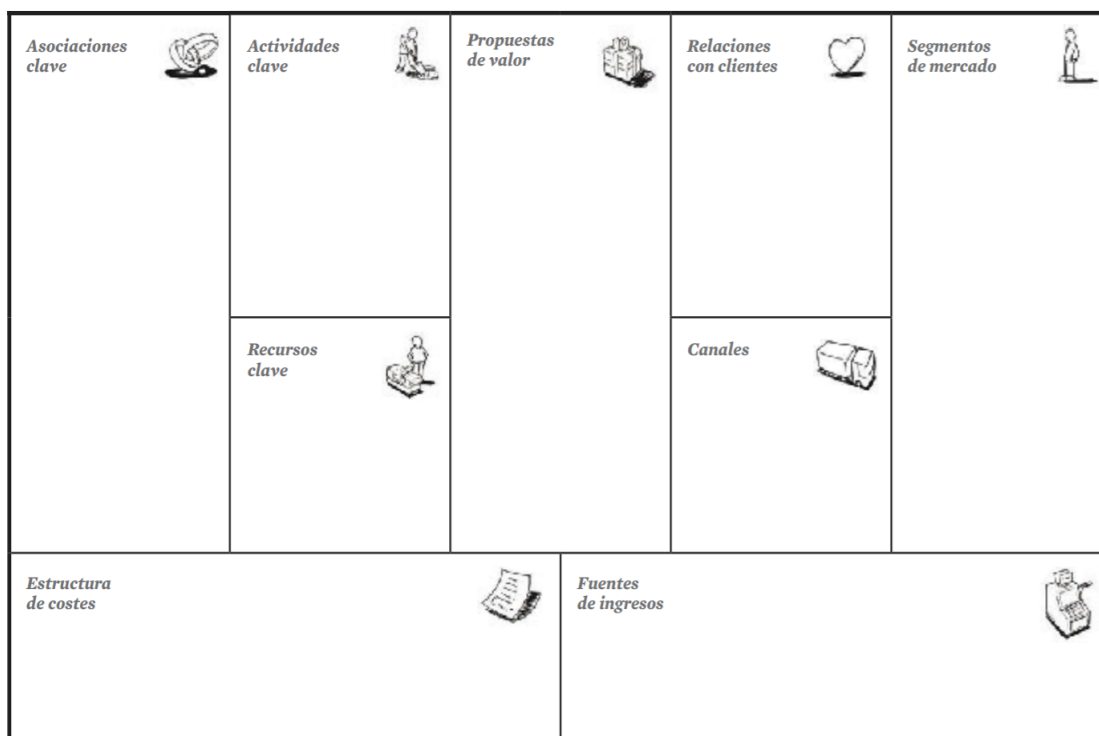 Asociaciones
clave
Actividades
clave
Propuestas
de valor
Relaciones
con clientes
Segmentos
de mercado
Recursos
clave
Canales
Estructura
de costes
Fuentes
de ingresos